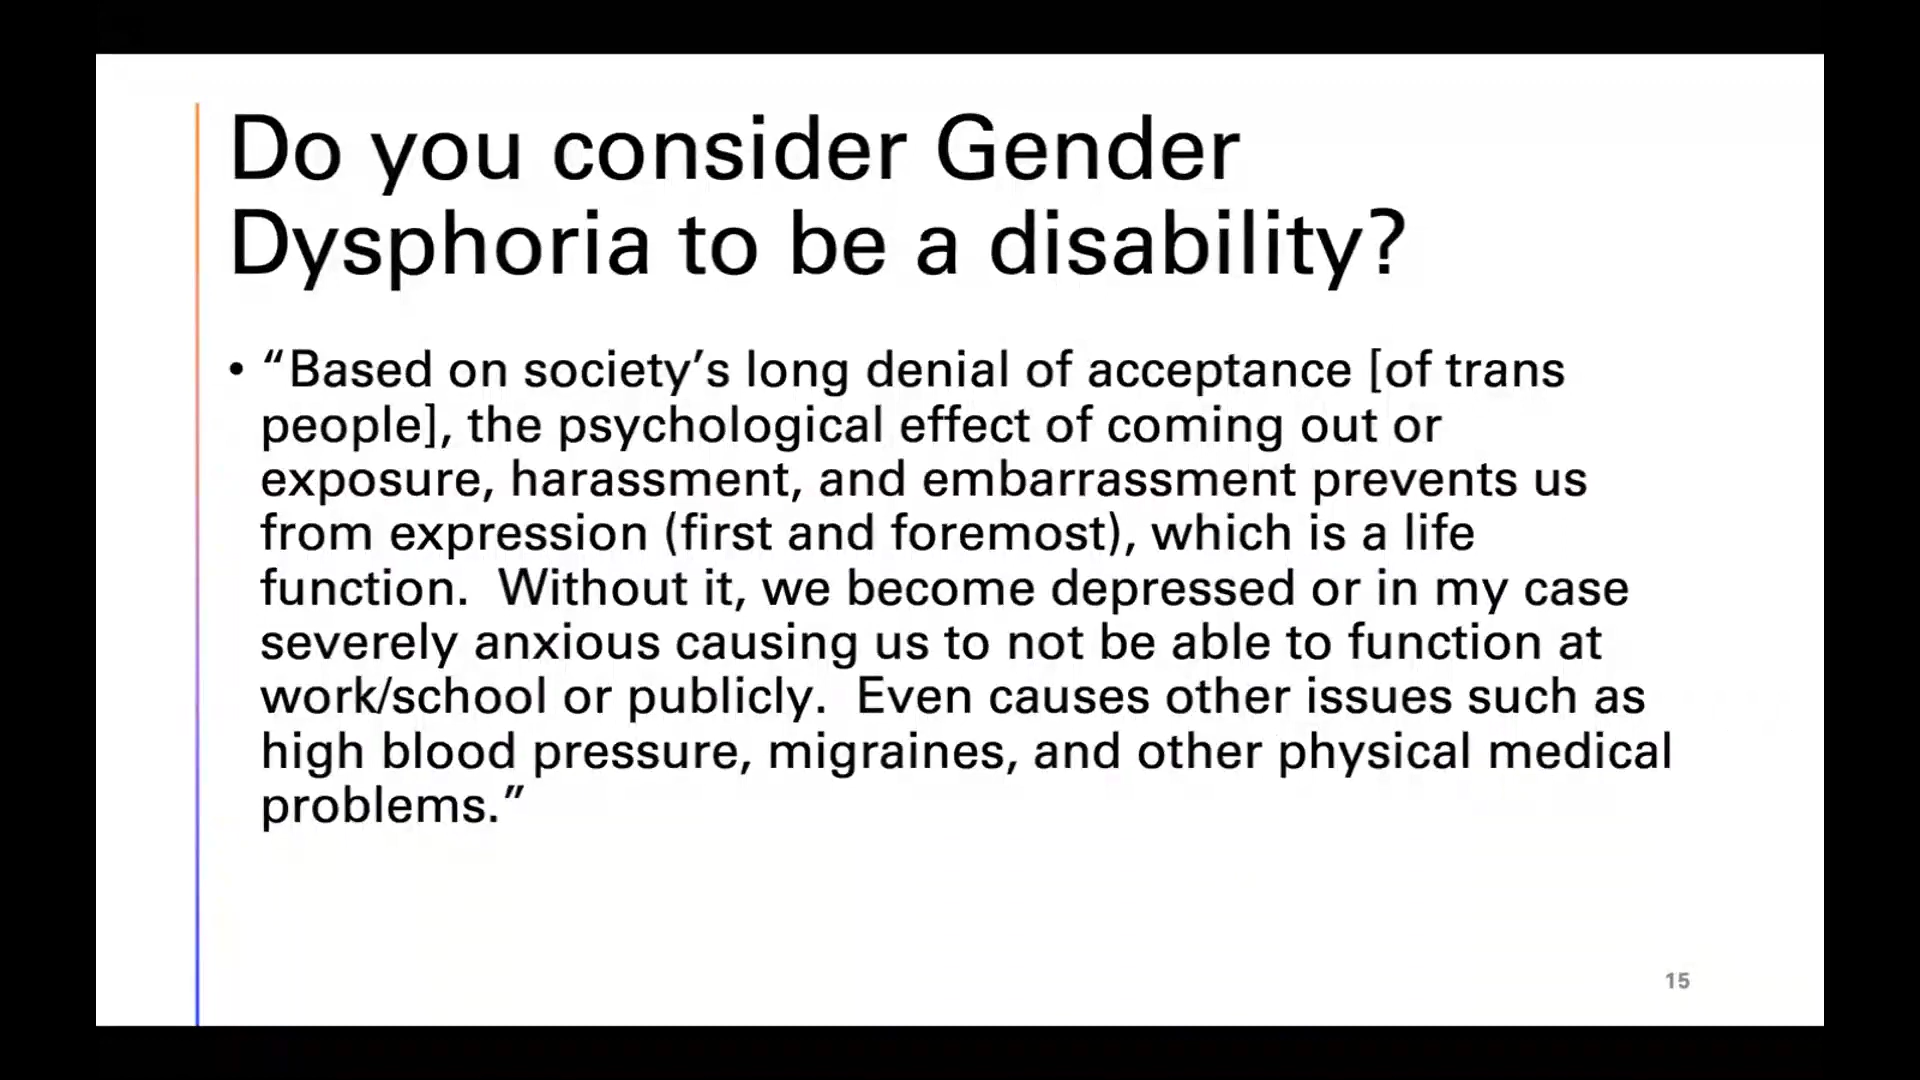 Do you consider Gender
Dysphoria to be a disability?
• “Based on society’s long denial of acceptance [of trans
people], the psychological effect of coming out or
exposure, harassment, and embarrassment prevents us
from expression (first and foremost), which is a life
function.  Without it, we become depressed or in my case
severely anxious causing us to not be able to function at
work/school or publicly.  Even causes other issues such as
high blood pressure, migraines, and other physical medical
problems.”
15